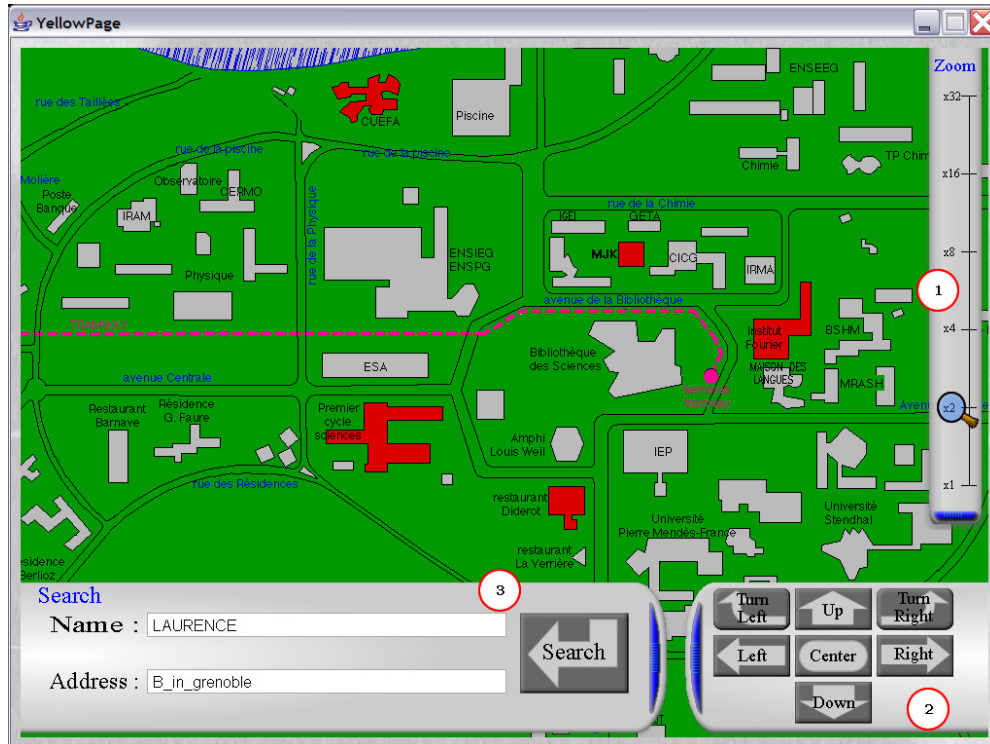 YellowPage
Zoom
ENSEEG
x32
rue des Taillées
CUEFA
Piscine
rue de la piscine
rue de la piscine
Chimie
TP Chim
x16
Molière
Poste
Banque
Observatoire
CERMO
IRAM
rue de la Physique
rue de la Chimie
IGEI
GETA
MJK
CICG
IRMA
ENSIEG
ENSPG
Physique
x8
1
avenue de la Bibliothèque
TRAMWAY
Institut
Fourier
BSHM
x4
Bibliothèque
des Sciences
ESA
MAISON DES
LANGUES
MRASH
avenue Centrale
terminus
Avenue
x2
Restaurant
Barnave
Résidence
G. Faure
Premier
cycle
sciences
Amphi
Louis Weil
IEP
rue des Résidences
x1
restaurant
Diderot
Université
Pierre Mendès-France
Université
Stendhal
restaurant
La Verrière
sidence
Berlioz
3
Search
Name :
LAURENCE
Search
Address :
B_in_grenoble
Turn
Left
Up
Turn
Right
Left
Center
Right
Down
2